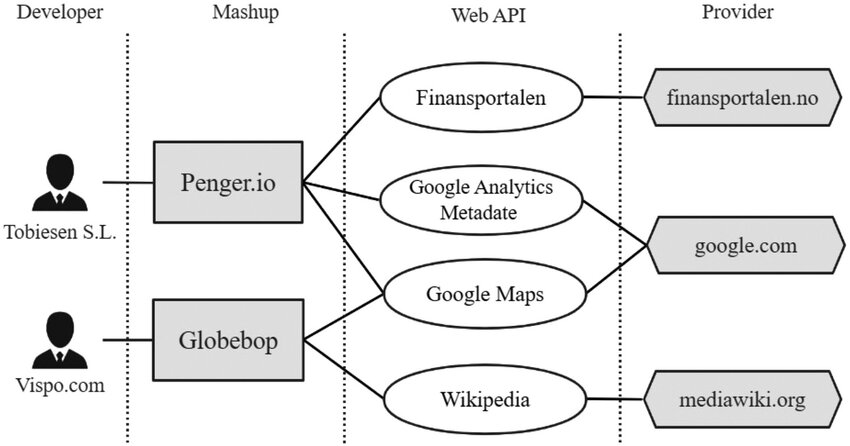 Developer
Mashup
Web API
Provider
Finansportalen
finansportalen.no
Penger.io
Google Analytics
Metadate
Tobiesen S.L.
google.com
Google Maps
Globebop
Vispo.com
Wikipedia
mediawiki.org